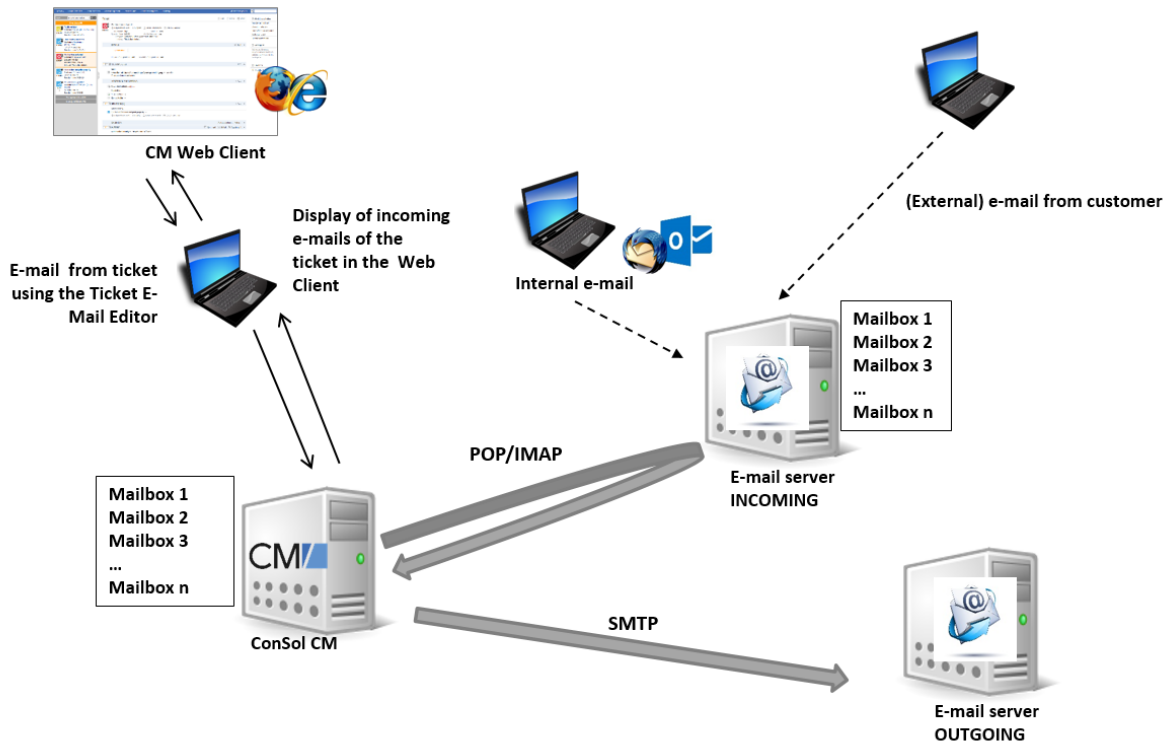 CM Web Client
(External) e-mail from customer
Display of incoming
e-mails of the
ticket in the Web
Client
E-mail from ticket
using the Ticket E-
Mail Editor
Internal e-mail
Mailbox 1
Mailbox 2
Mailbox 3
...
Mailbox n
POP/IMAP
E-mail server
INCOMING
Mailbox 1
Mailbox 2
Mailbox 3
...
Mailbox n
CM/
ConSol CM
SMTP
E-mail server
OUTGOING